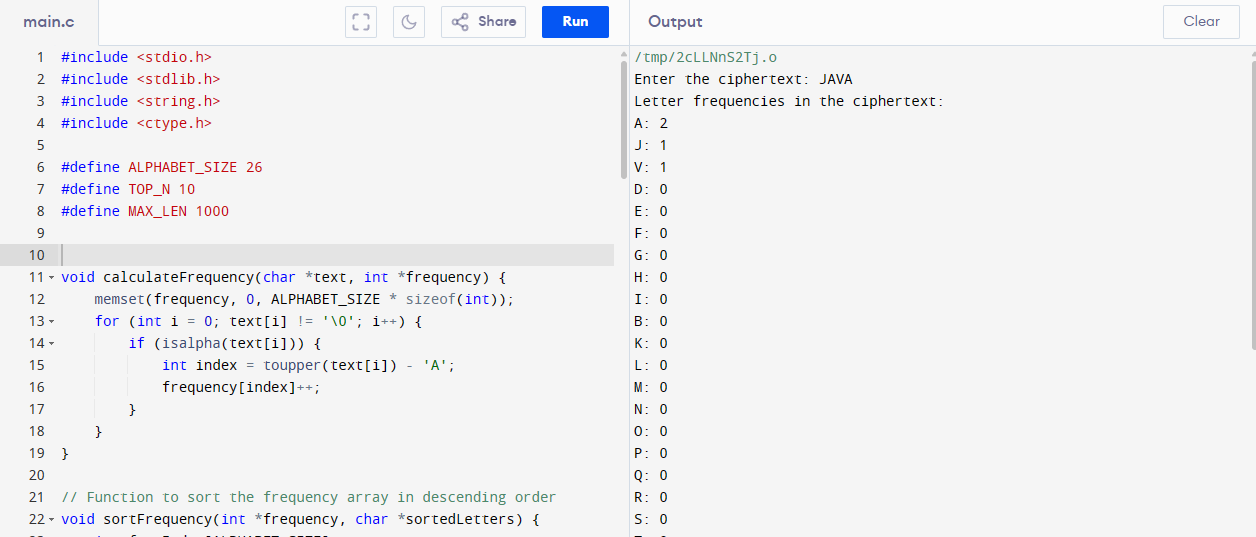 main.c
Share
Run
Output
Clear
1 #include <stdio.h>
2 #include <stdlib.h>
3 #include <string.h>
4 #include <ctype.h>
5
6 #define ALPHABET_SIZE 26
7 #define TOP_N 10
8 #define MAX_LEN 1000
9
10
11 void calculateFrequency(char *text, int *frequency) {
12     memset(frequency, 0, ALPHABET_SIZE * sizeof(int));
13     for (int i = 0; text[i] != '\0'; i++) {
14         if (isalpha(text[i])) {
15             int index = toupper(text[i]) - 'A';
16             frequency[index]++;
17         }
18     }
19 }
20
21 // Function to sort the frequency array in descending order
22 void sortFrequency(int *frequency, char *sortedLetters) {
/tmp/2cLLNnS2Tj.o
Enter the ciphertext: JAVA
Letter frequencies in the ciphertext:
A: 2
J: 1
V: 1
D: 0
E: 0
F: 0
G: 0
H: 0
I: 0
B: 0
K: 0
L: 0
M: 0
N: 0
O: 0
P: 0
Q: 0
R: 0
S: 0